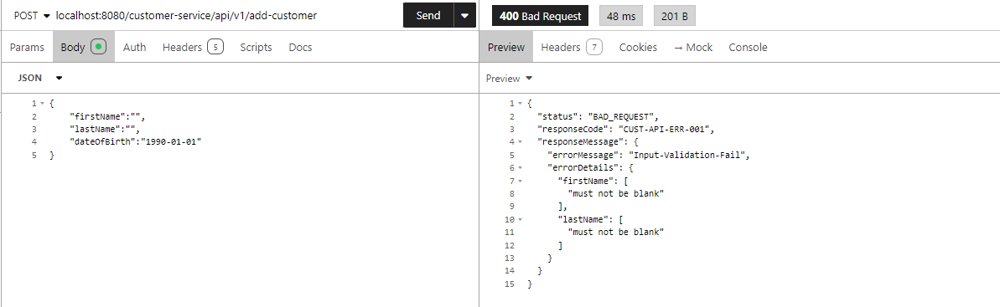 POST localhost:8080/customer-service/api/v1/add-customer Send
400 Bad Request 48 ms 201 B
Params Body Auth Headers 5 Scripts Docs
Preview Headers 7 Cookies → Mock Console
JSON
Preview
1 {
2 "firstName":"",
3 "lastName":"",
4 "dateOfBirth":"1990-01-01"
5 }
1 {
2 "status": "BAD_REQUEST",
3 "responseCode": "CUST-API-ERR-001",
4 "responseMessage": {
5 "errorMessage": "Input-Validation-Fail",
6 "errorDetails": {
7 "firstName": [
8 "must not be blank"
9 ],
10 "lastName": [
11 "must not be blank"
12 ]
13 }
14 }
15 }